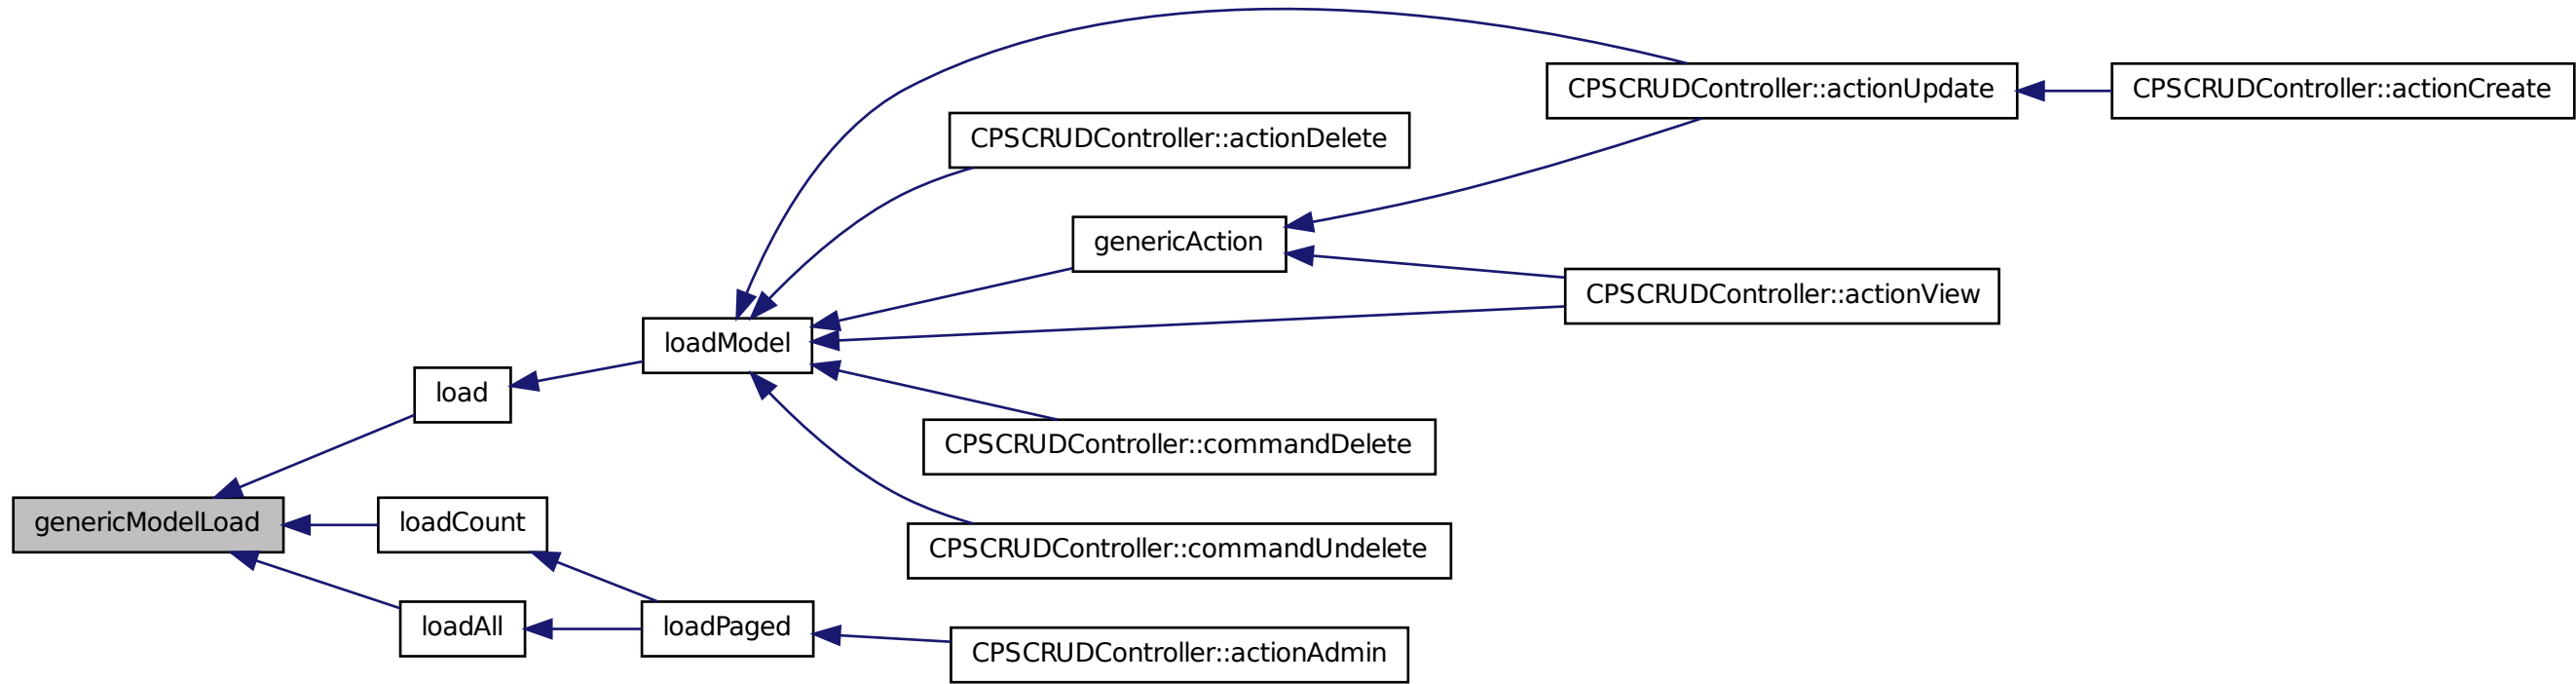 CPSCRUDController::actionUpdate
CPSCRUDController::actionCreate
CPSCRUDController::actionDelete
genericAction
CPSCRUDController::actionView
loadModel
load
CPSCRUDController::commandDelete
genericModelLoad
loadCount
CPSCRUDController::commandUndelete
loadAll
loadPaged
CPSCRUDController::actionAdmin